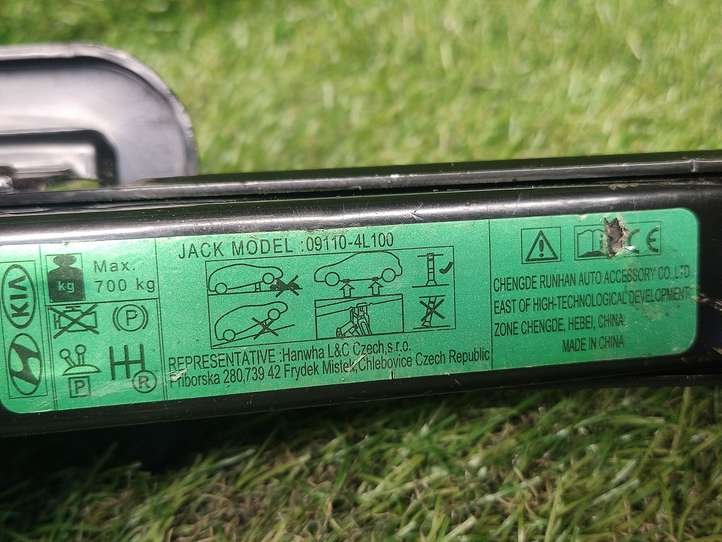 KIA
Max.
kg
700 kg
P
P
R
JACK MODEL :09110-4L100
REPRESENTATIVE :Hanwha L&C Czech,s.r.o.
Priborska 280,739 42 Frydek Mistek,Chlebovice Czech Republic
CE
CHENGDE RUNHAN AUTO ACCESSORY CO.,LTD
EAST OF HIGH-TECHNOLOGICAL DEVELOPMENT
ZONE CHENGDE, HEBEI, CHINA
MADE IN CHINA